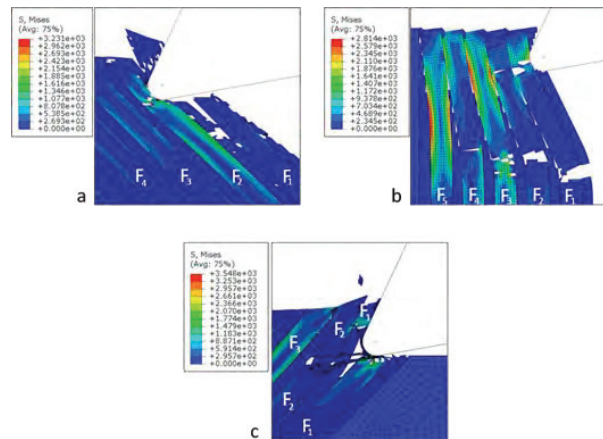 S, Mises
(Avg: 75%)
+3.231e+03
+2.962e+03
+2.693e+03
+2.423e+03
+2.154e+03
+1.885e+03
+1.616e+03
+1.346e+03
+1.077e+03
+8.078e+02
+5.385e+02
+2.693e+02
+0.000e+00
F4
F3
F2
F1
a
S, Mises
(Avg: 75%)
+2.814e+03
+2.579e+03
+2.345e+03
+2.110e+03
+1.876e+03
+1.641e+03
+1.407e+03
+1.172e+03
+9.378e+02
+7.034e+02
+4.689e+02
+2.345e+02
+0.000e+00
F5
F4
F3
F2
F1
b
S, Mises
(Avg: 75%)
+3.548e+03
+3.253e+03
+2.957e+03
+2.661e+03
+2.366e+03
+2.070e+03
+1.774e+03
+1.479e+03
+1.183e+03
+8.871e+02
+5.914e+02
+2.957e+02
+0.000e+00
F1
F2
F3
F2
F1
c